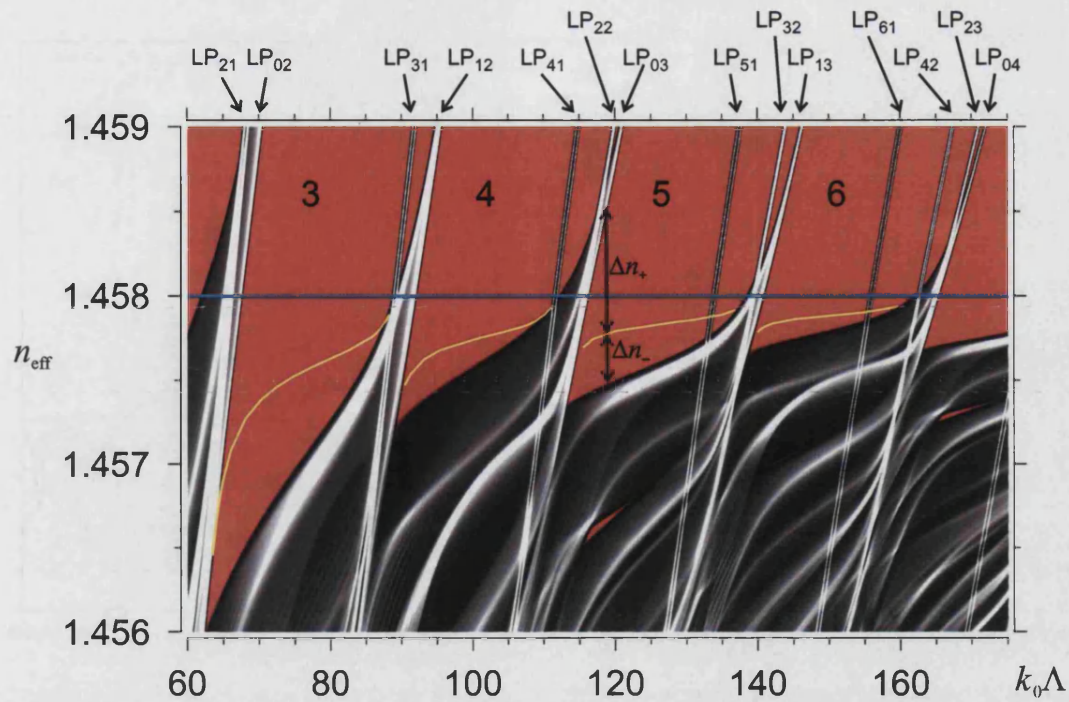 LP₂₂ LP₃₂ LP₆₁ LP₂₃
LP₂₁ LP₀₂ LP₃₁ LP₁₂ LP₄₁ LP₀₃ LP₅₁ LP₁₃ LP₄₂ LP₀₄
1.459
3 4 5 6
Δn₊
1.458
Δn₋
n_eff
1.457
1.456
60 80 100 120 140 160 k₀Λ